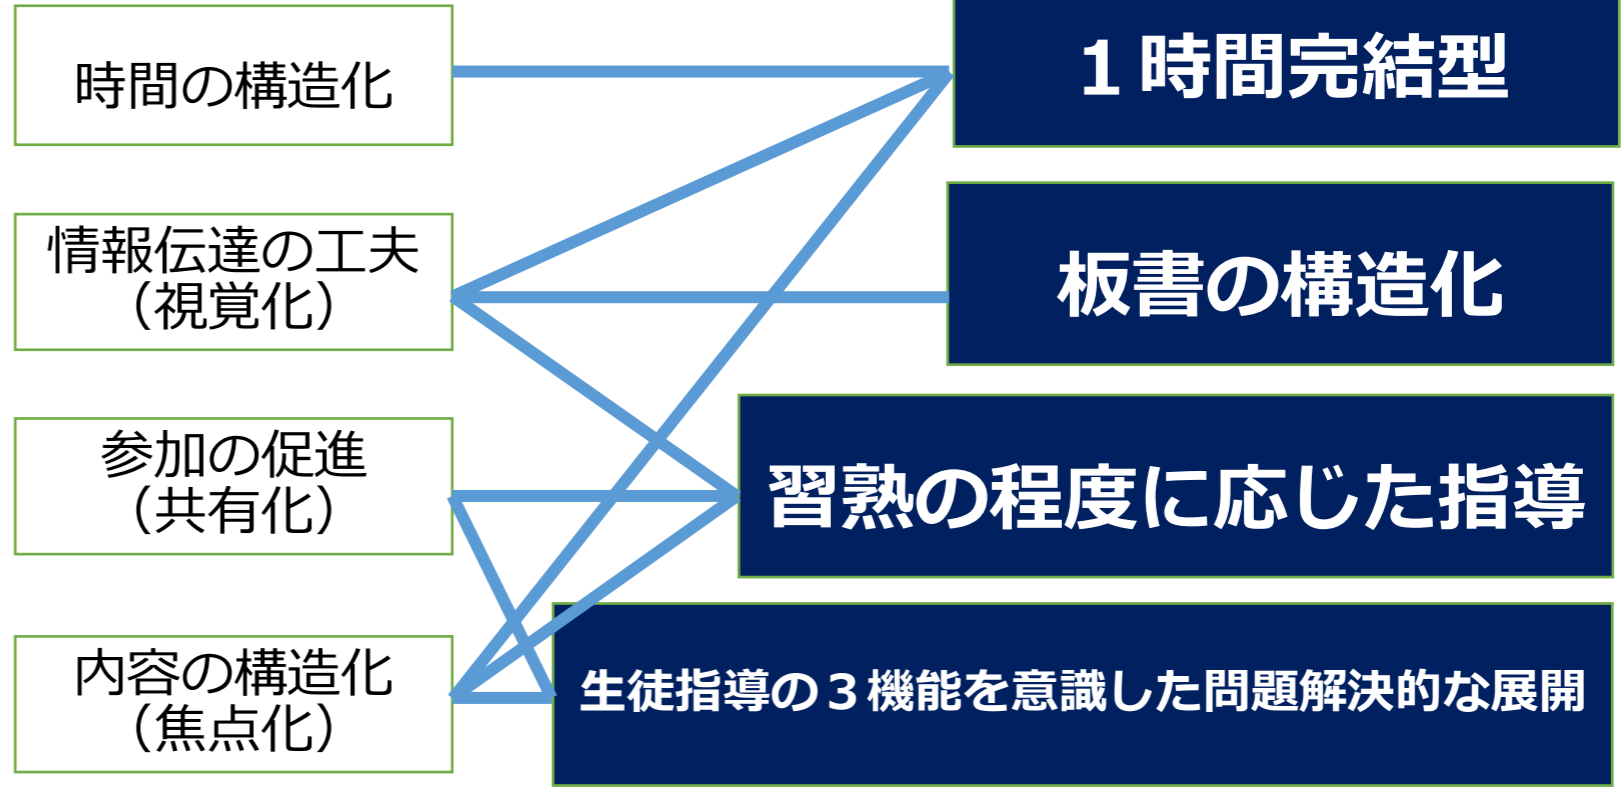 時間の構造化
1時間完結型
情報伝達の工夫
（視覚化）
板書の構造化
参加の促進
（共有化）
習熟の程度に応じた指導
内容の構造化
（焦点化）
生徒指導の3機能を意識した問題解決的な展開